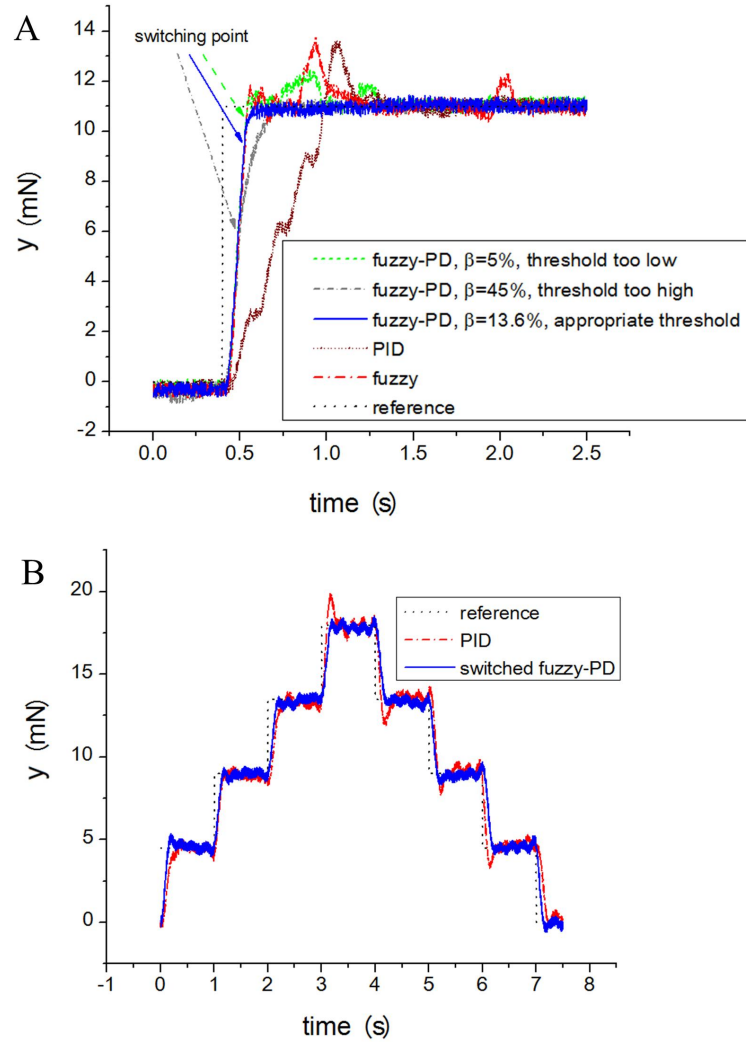 A
switching point
14
12
10
8
6
4
2
0
-2
y (mN)
fuzzy-PD, β=5%, threshold too low
fuzzy-PD, β=45%, threshold too high
fuzzy-PD, β=13.6%, appropriate threshold
PID
fuzzy
reference
0.0 0.5 1.0 1.5 2.0 2.5
time (s)
B
20
15
10
5
0
y (mN)
reference
PID
switched fuzzy-PD
-1 0 1 2 3 4 5 6 7 8
time (s)